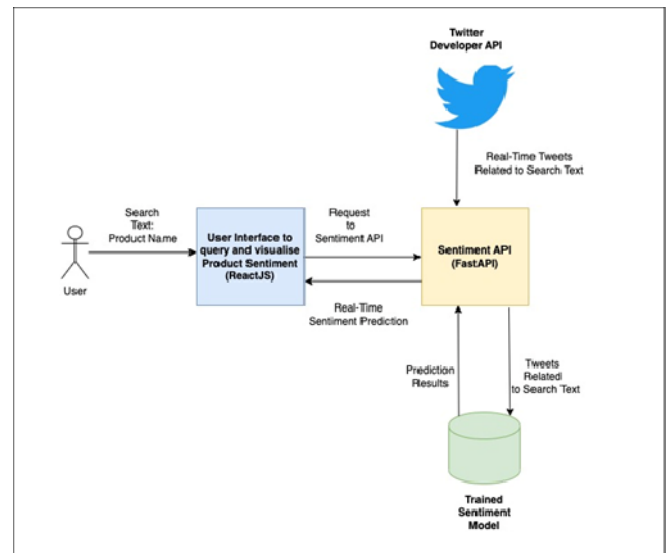 Twitter
Developer API
Real-Time Tweets
Related to Search Text
Search
Text:
Product Name
User
User Interface to
query and visualise
Product Sentiment
(ReactJS)
Request
to
Sentiment API
Sentiment API
(FastAPI)
Real-Time
Sentiment Prediction
Prediction
Results
Tweets
Related
to Search Text
Trained
Sentiment
Model